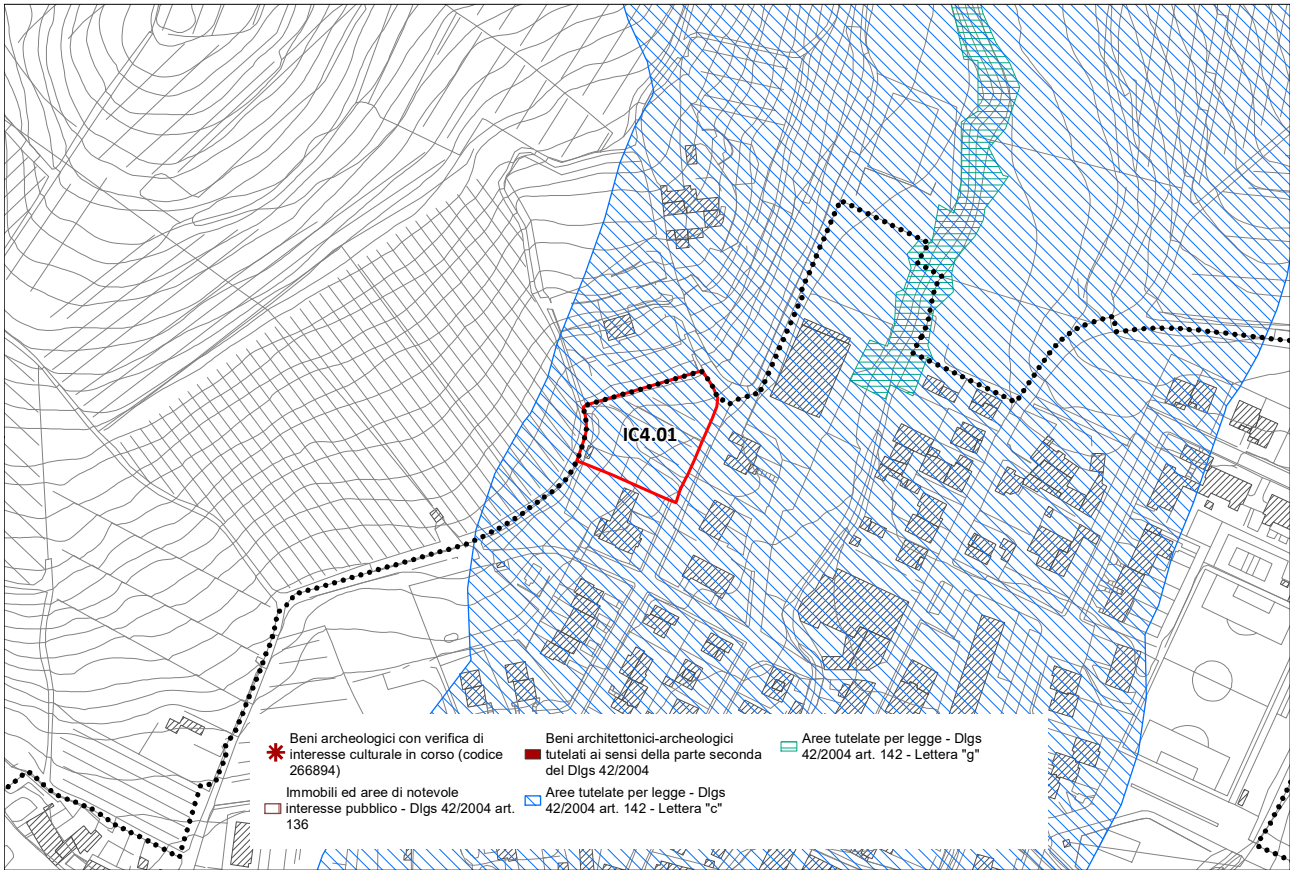 IC4.01
Beni archeologici con verifica di
interesse culturale in corso (codice
266894)
Immobili ed aree di notevole
interesse pubblico - Dlgs 42/2004 art.
136
Beni architettonici-archeologici
tutelati ai sensi della parte seconda
del Dlgs 42/2004
Aree tutelate per legge - Dlgs
42/2004 art. 142 - Lettera "c"
Aree tutelate per legge - Dlgs
42/2004 art. 142 - Lettera "g"